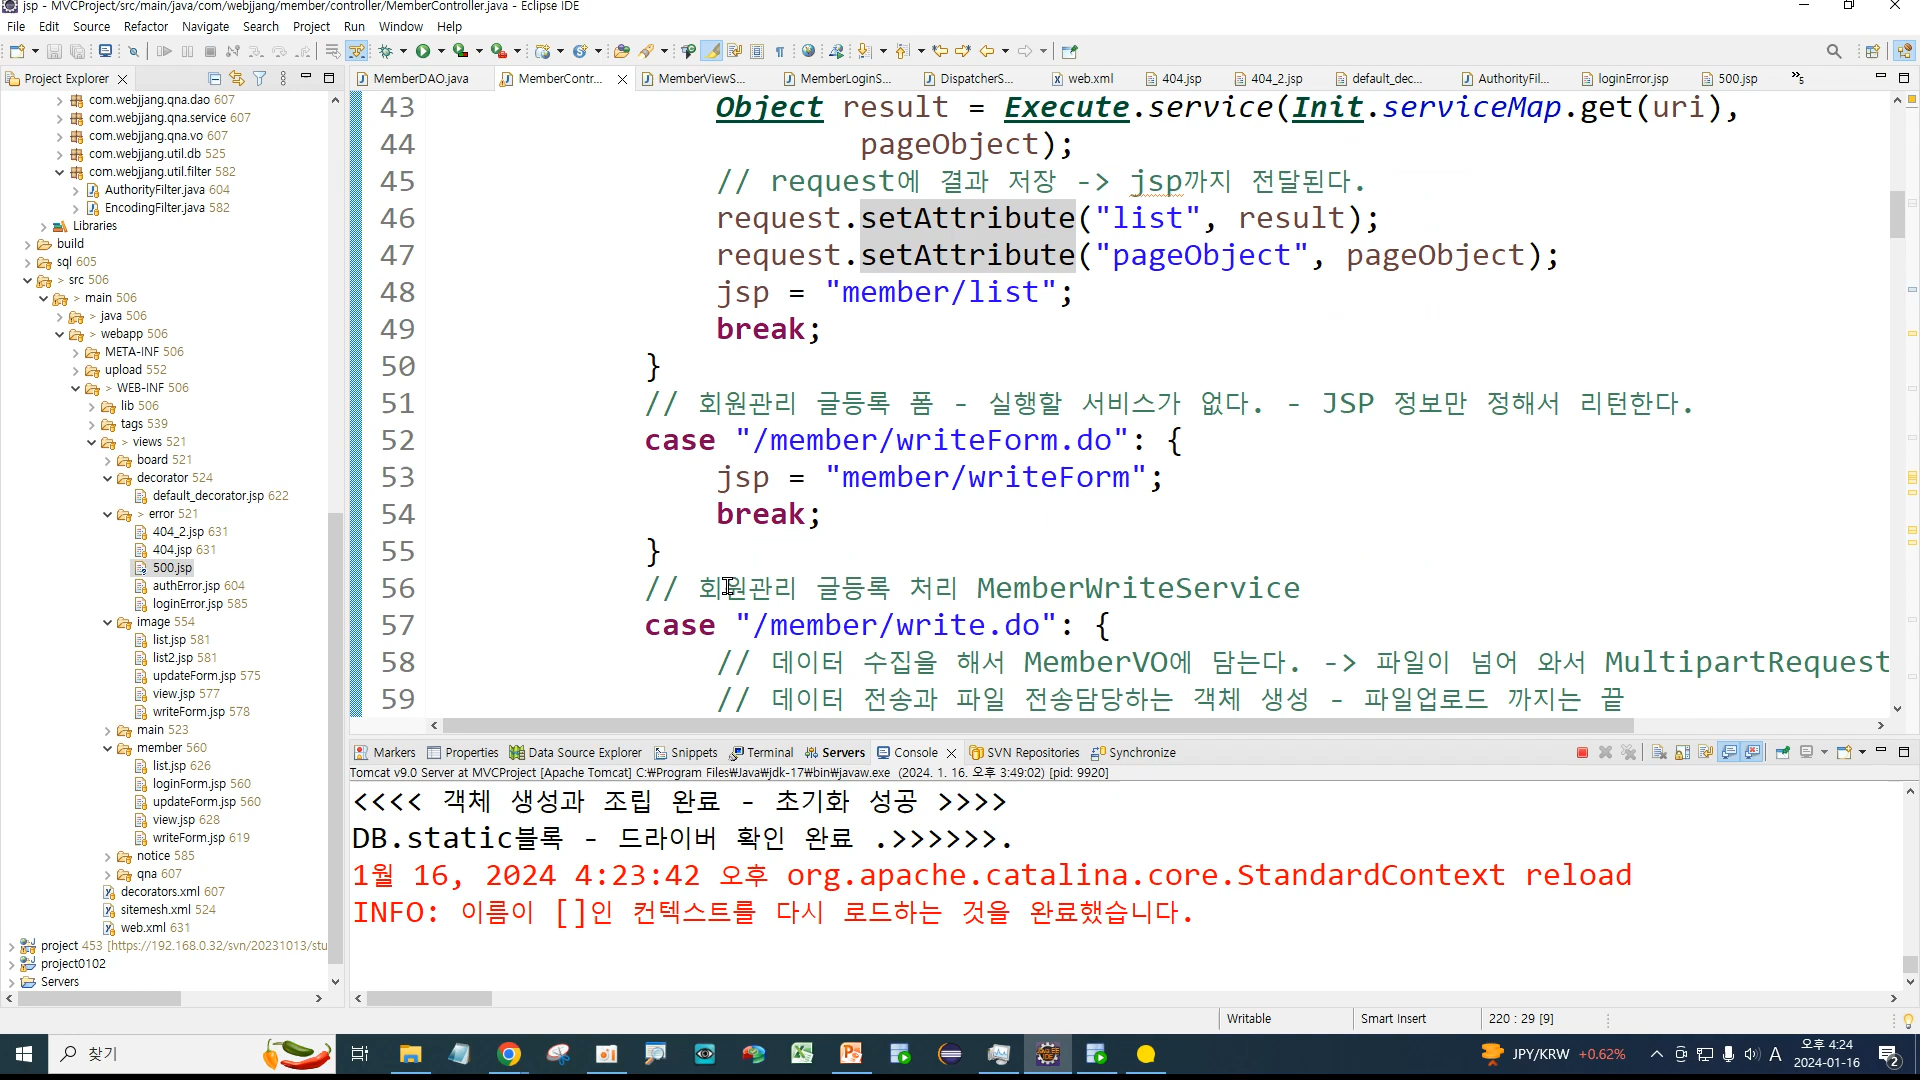 jsp - MVCProject/src/main/java/com/webjjang/member/controller/MemberController.java - Eclipse IDE
File Edit Source Refactor Navigate Search Project Run Window Help
Project Explorer
MemberDAO.java
MemberContr...
MemberViewS...
MemberLoginS...
DispatcherS...
web.xml
404.jsp
404_2.jsp
default_dec...
AuthorityFil...
loginError.jsp
500.jsp
»5
com.webjjang.qna.dao 607
com.webjjang.qna.service 607
com.webjjang.qna.vo 607
com.webjjang.util.db 525
com.webjjang.util.filter 582
AuthorityFilter.java 604
EncodingFilter.java 582
Libraries
build
sql 605
> src 506
> main 506
> java 506
> webapp 506
META-INF 506
upload 552
> WEB-INF 506
lib 506
tags 539
> views 521
board 521
decorator 524
default_decorator.jsp 622
> error 521
404_2.jsp 631
404.jsp 631
500.jsp
authError.jsp 604
loginError.jsp 585
image 554
list.jsp 581
list2.jsp 581
updateForm.jsp 575
view.jsp 577
writeForm.jsp 578
main 523
member 560
list.jsp 626
loginForm.jsp 560
updateForm.jsp 560
view.jsp 628
writeForm.jsp 619
notice 585
qna 607
decorators.xml 607
sitemesh.xml 524
web.xml 631
project 453 [https://192.168.0.32/svn/20231013/stu
project0102
Servers
43 Object result = Execute.service(Init.serviceMap.get(uri),
44 pageObject);
45 // request에 결과 저장 -> jsp까지 전달된다.
46 request.setAttribute("list", result);
47 request.setAttribute("pageObject", pageObject);
48 jsp = "member/list";
49 break;
50 }
51 // 회원관리 글등록 폼 - 실행할 서비스가 없다. - JSP 정보만 정해서 리턴한다.
52 case "/member/writeForm.do": {
53 jsp = "member/writeForm";
54 break;
55 }
56 // 회원관리 글등록 처리 MemberWriteService
57 case "/member/write.do": {
58 // 데이터 수집을 해서 MemberVO에 담는다. -> 파일이 넘어 와서 MultipartRequest
59 // 데이터 전송과 파일 전송담당하는 객체 생성 - 파일업로드 까지는 끝
Markers Properties Data Source Explorer Snippets Terminal Servers Console SVN Repositories Synchronize
Tomcat v9.0 Server at MVCProject [Apache Tomcat] C:₩Program Files₩Java₩jdk-17₩bin₩javaw.exe (2024. 1. 16. 오후 3:49:02) [pid: 9920]
<<<< 객체 생성과 조립 완료 - 초기화 성공 >>>>
DB.static블록 - 드라이버 확인 완료 .>>>>>>.
1월 16, 2024 4:23:42 오후 org.apache.catalina.core.StandardContext reload
INFO: 이름이 []인 컨텍스트를 다시 로드하는 것을 완료했습니다.
Writable
Smart Insert
220 : 29 [9]
찾기
JPY/KRW +0.62%
A
오후 4:24
2024-01-16
2